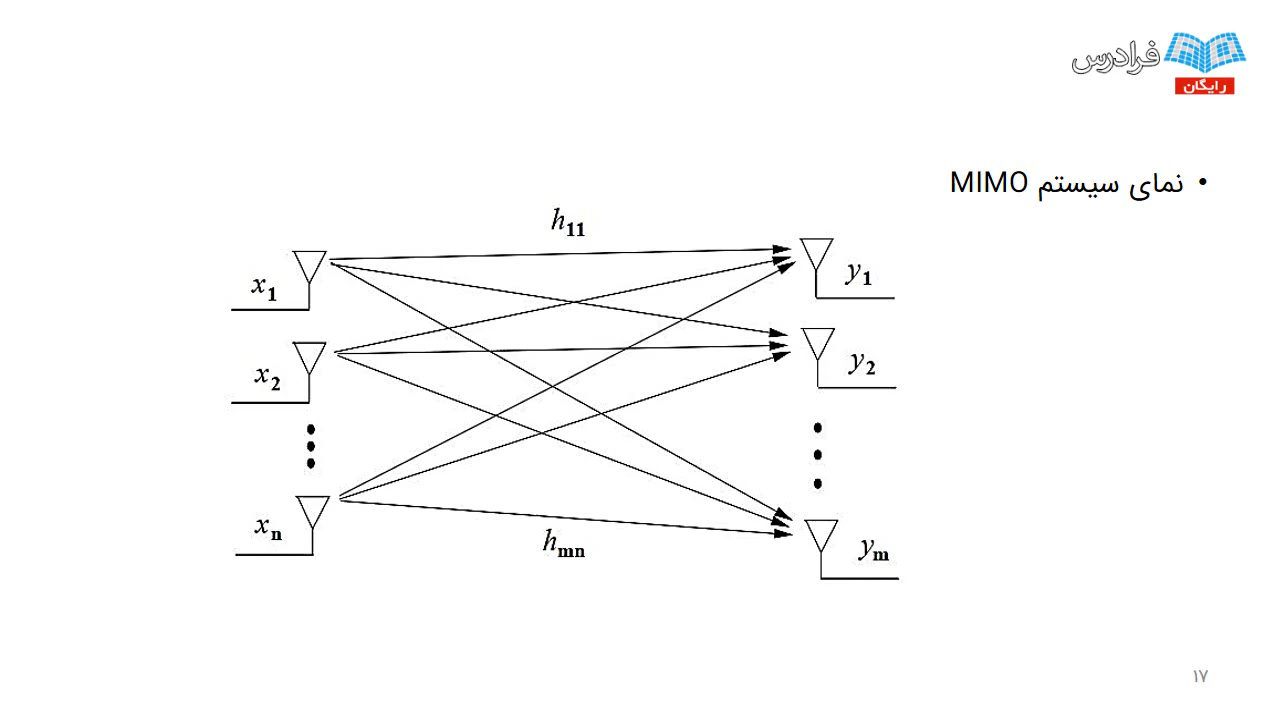 فرادرس
رایگان
• نمای سیستم MIMO
h11
x1
y1
x2
y2
xn
hmn
ym
۱۷